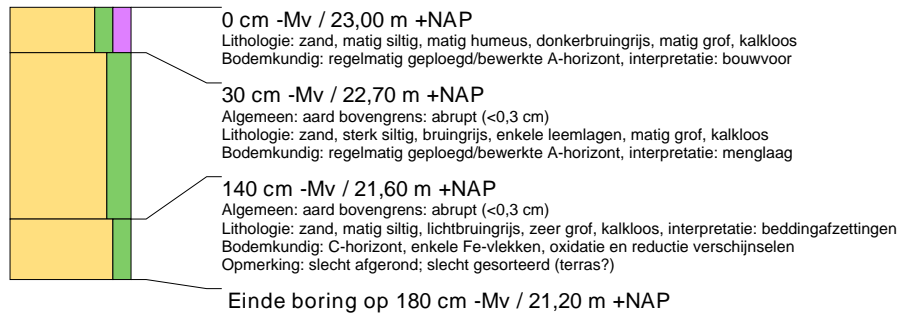 0 cm -Mv / 23,00 m +NAP
Lithologie: zand, matig siltig, matig humeus, donkerbruingrijs, matig grof, kalkloos
Bodemkundig: regelmatig geploegd/bewerkte A-horizont, interpretatie: bouwvoor
30 cm -Mv / 22,70 m +NAP
Algemeen: aard bovengrens: abrupt (<0,3 cm)
Lithologie: zand, sterk siltig, bruingrijs, enkele leemlagen, matig grof, kalkloos
Bodemkundig: regelmatig geploegd/bewerkte A-horizont, interpretatie: menglaag
140 cm -Mv / 21,60 m +NAP
Algemeen: aard bovengrens: abrupt (<0,3 cm)
Lithologie: zand, matig siltig, lichtbruingrijs, zeer grof, kalkloos, interpretatie: beddingafzettingen
Bodemkundig: C-horizont, enkele Fe-vlekken, oxidatie en reductie verschijnselen
Opmerking: slecht afgerond; slecht gesorteerd (terras?)
Einde boring op 180 cm -Mv / 21,20 m +NAP